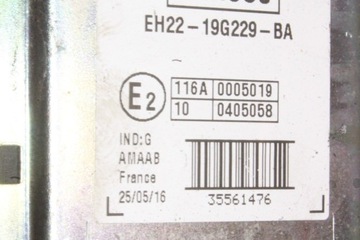 EH22-19G229-BA
E2
116A 0005019
10 0405058
IND:G
AMAAB
France
25/05/16
35561476